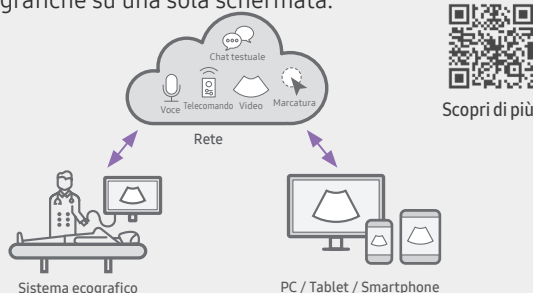 grafiche su una sola schermata.
Chat testuale
Voce
Telecomando
Video
Marcatura
Rete
Scopri di più
Sistema ecografico
PC / Tablet / Smartphone